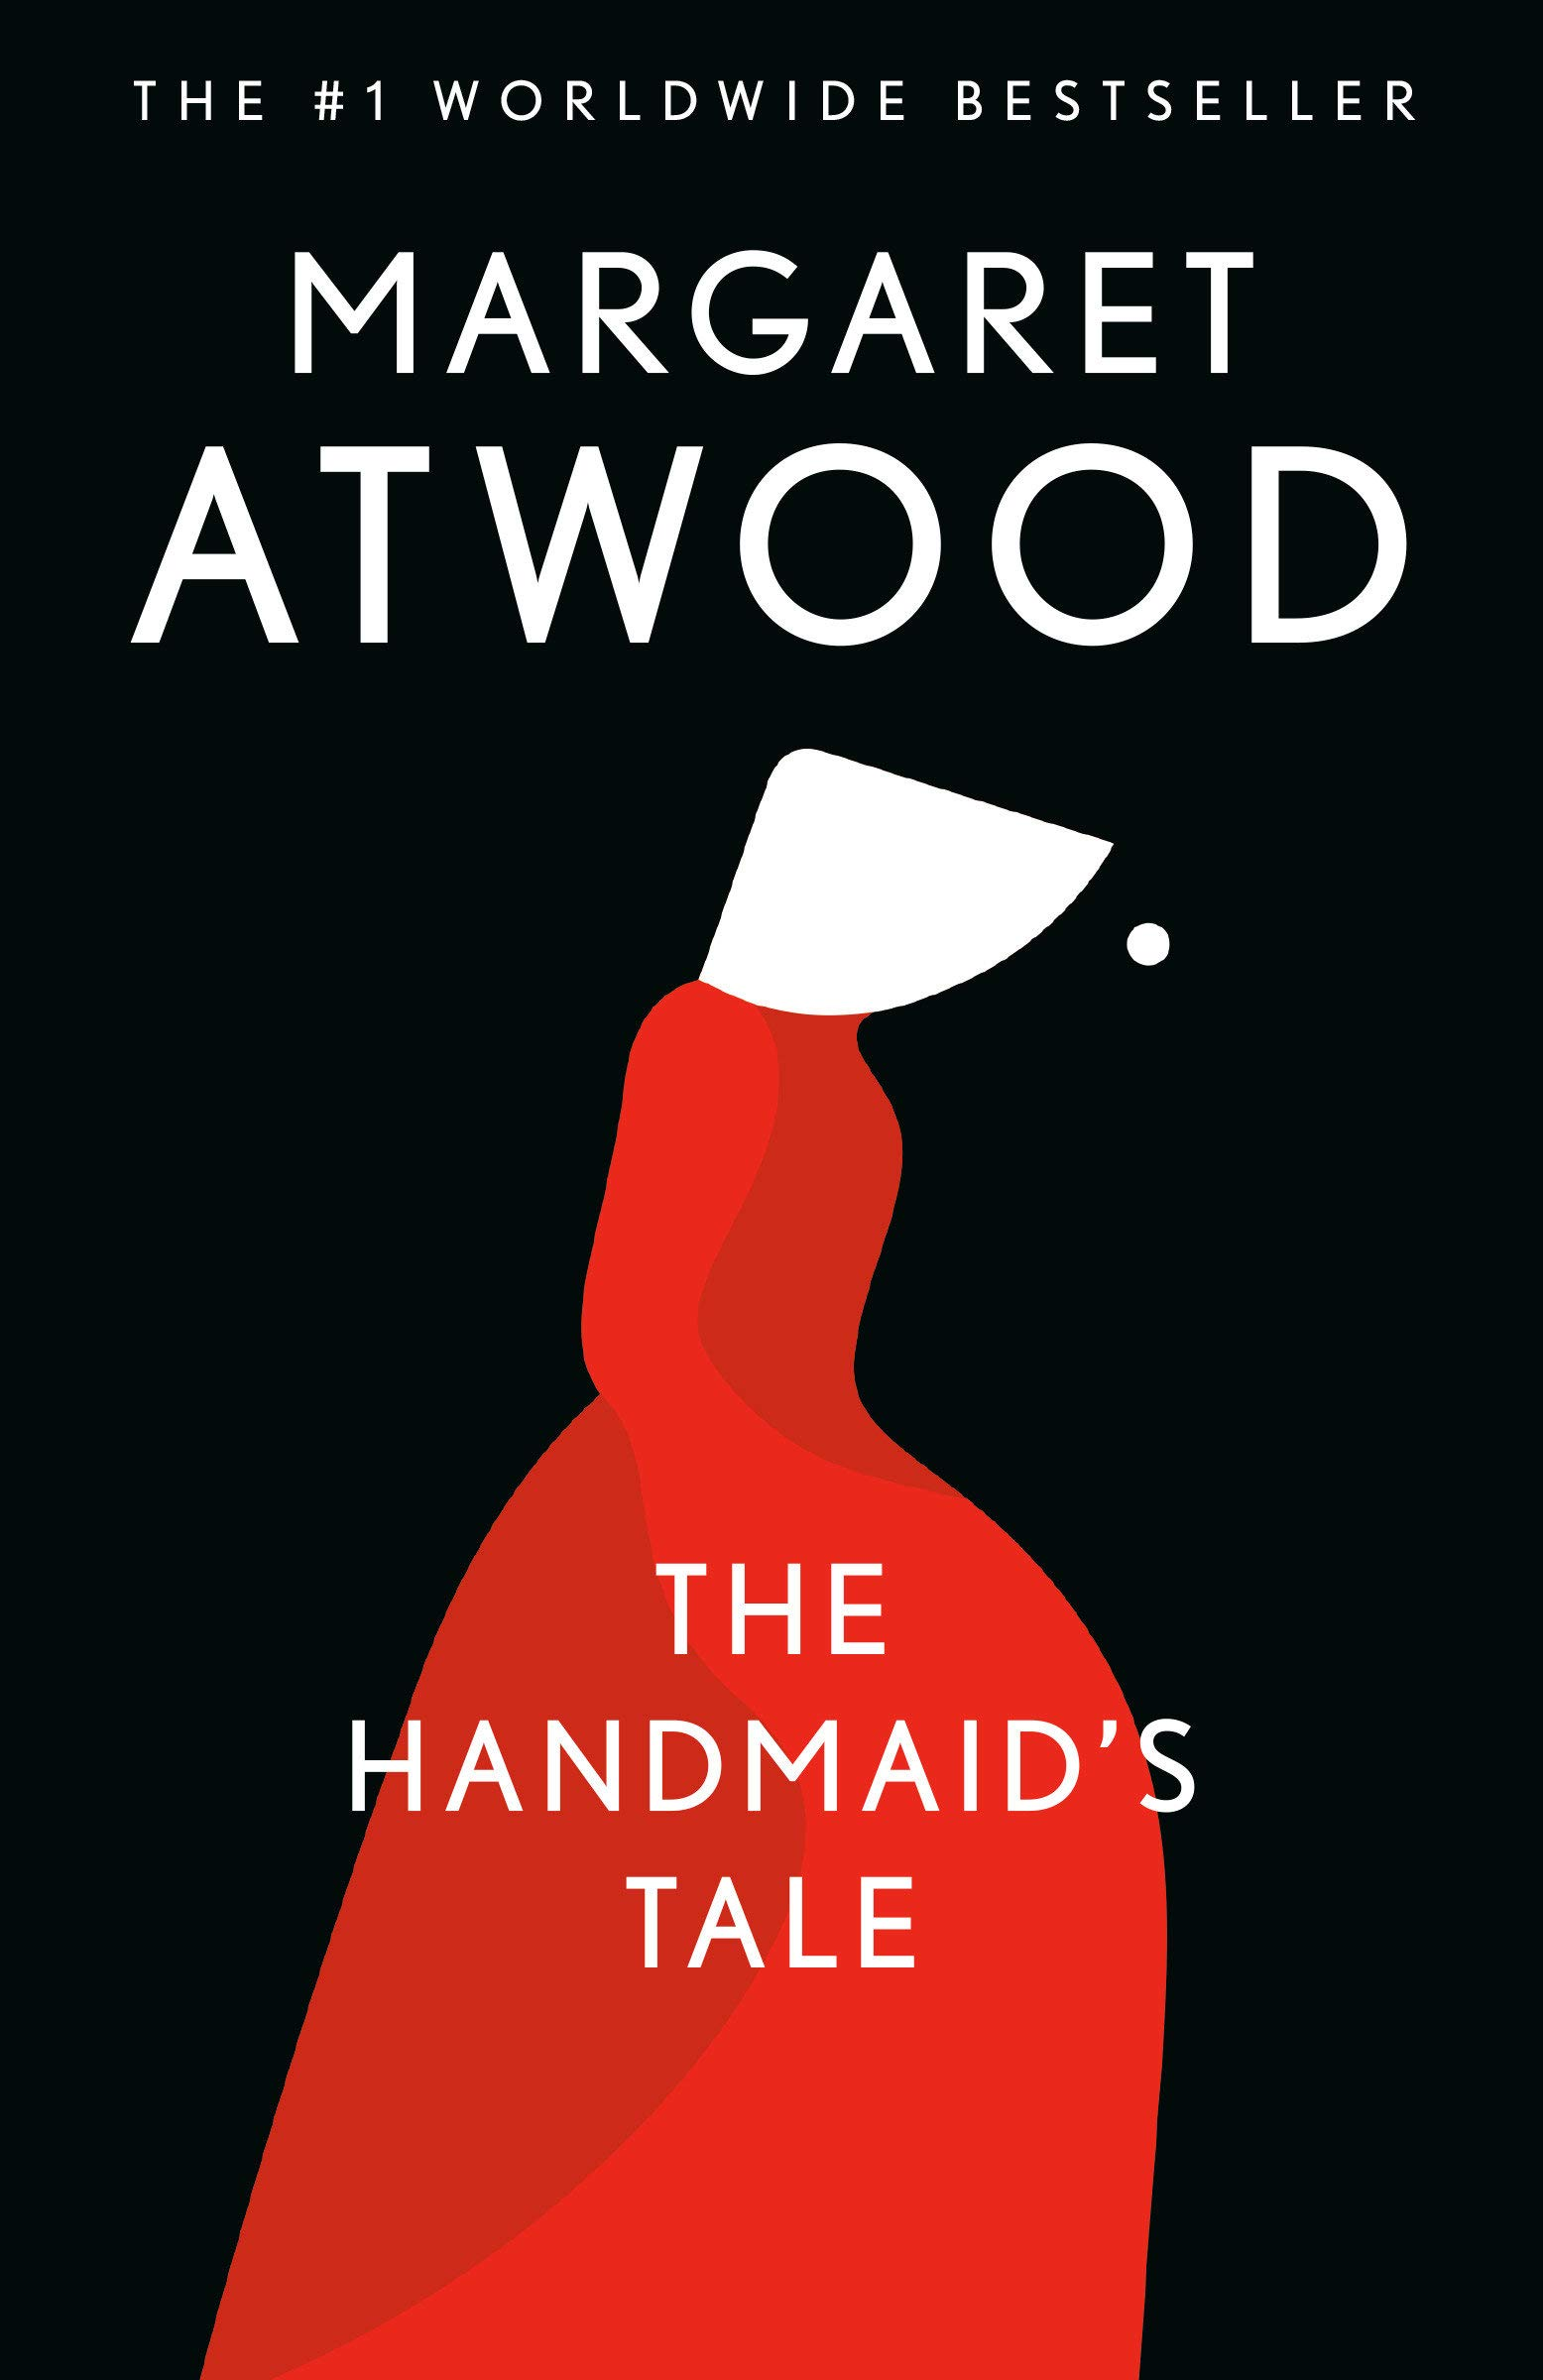 THE #1 WORLDWIDE BESTSELLER
MARGARET
ATWOOD
THE
HANDMAID’S
TALE